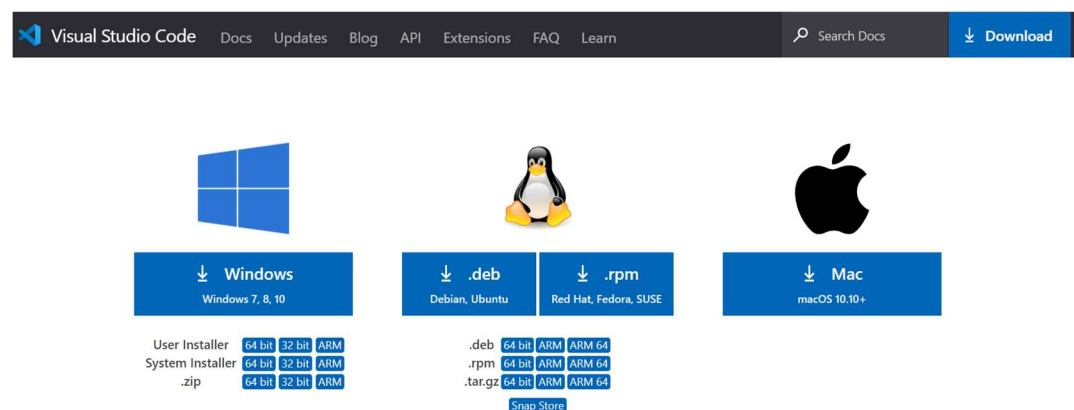 Visual Studio Code Docs Updates Blog API Extensions FAQ Learn Search Docs Download
Windows
Windows 7, 8, 10
.deb
Debian, Ubuntu
.rpm
Red Hat, Fedora, SUSE
Mac
macOS 10.10+
User Installer 64 bit 32 bit ARM
System Installer 64 bit 32 bit ARM
.zip 64 bit 32 bit ARM
.deb 64 bit ARM ARM 64
.rpm 64 bit ARM ARM 64
.tar.gz 64 bit ARM ARM 64
Snap Store